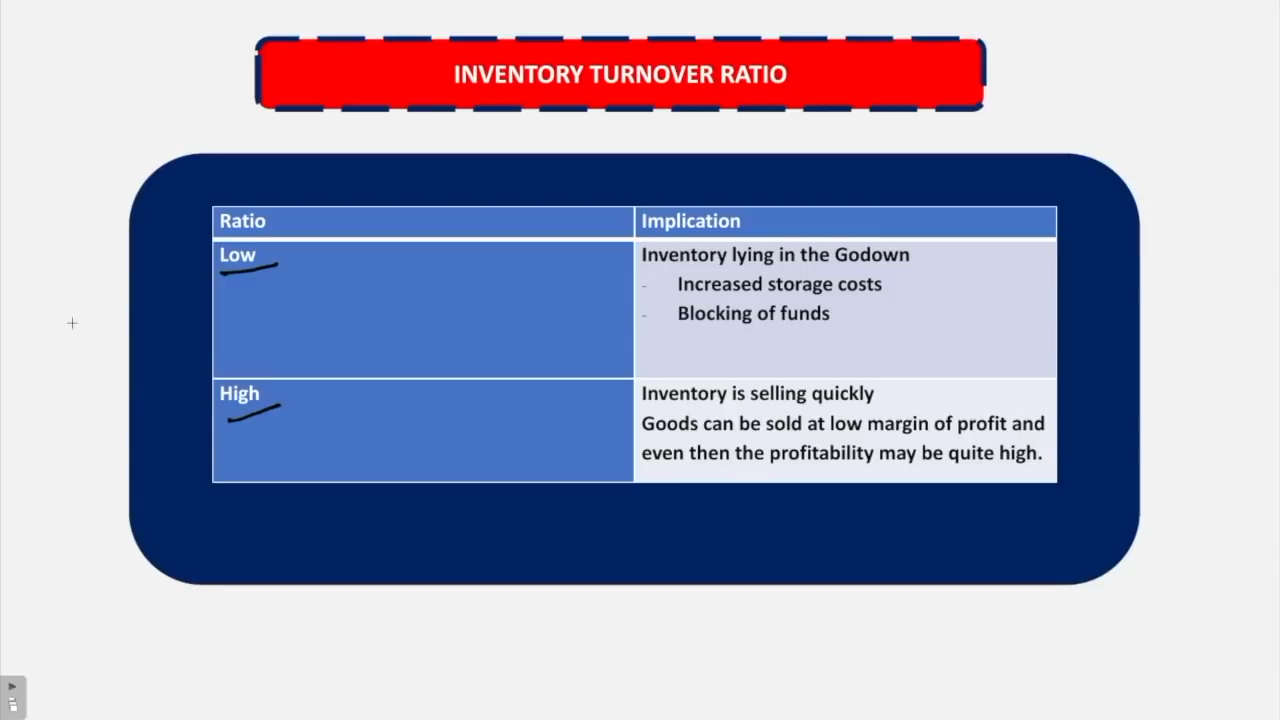 INVENTORY TURNOVER RATIO
Ratio
Implication
Low
Inventory lying in the Godown
- Increased storage costs
- Blocking of funds
High
Inventory is selling quickly
Goods can be sold at low margin of profit and
even then the profitability may be quite high.